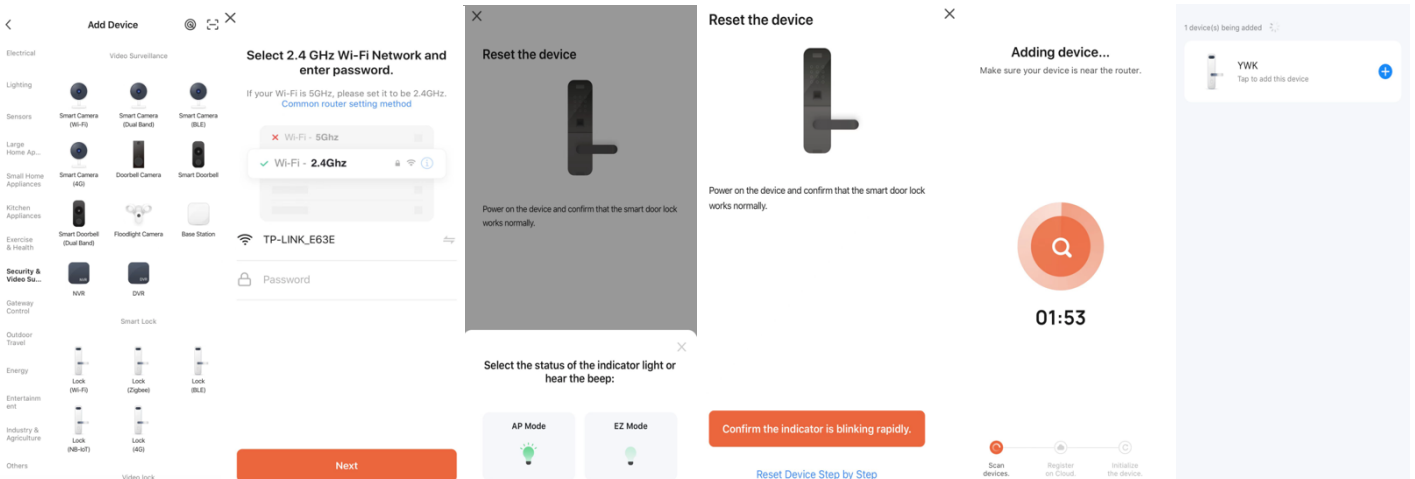 Add Device
Electrical
Lighting
Sensors
Large
Home Ap...
Small Home
Appliances
Kitchen
Appliances
Exercise
& Health
Security &
Video Su...
Gateway
Control
Outdoor
Travel
Energy
Entertainm
ent
Industry &
Agriculture
Others
Video Surveillance
Smart Camera
(Wi-Fi)
Smart Camera
(Dual Band)
Smart Camera
(BLE)
Smart Camera
(4G)
Doorbell Camera
Smart Doorbell
Smart Doorbell
(Dual Band)
Floodlight Camera
Base Station
NVR
NVR
DVR
DVR
Smart Lock
Lock
(Wi-Fi)
Lock
(Zigbee)
Lock
(BLE)
Lock
(NB-IoT)
Lock
(4G)
Video lock
Select 2.4 GHz Wi-Fi Network and
enter password.
If your Wi-Fi is 5GHz, please set it to be 2.4GHz.
Common router setting method
Wi-Fi - 5Ghz
Wi-Fi - 2.4Ghz
TP-LINK_E63E
Password
Next
Reset the device
Power on the device and confirm that the smart door lock
works normally.
Select the status of the indicator light or
hear the beep:
AP Mode
EZ Mode
Reset the device
Power on the device and confirm that the smart door lock
works normally.
Confirm the indicator is blinking rapidly.
Reset Device Step by Step
Adding device...
Make sure your device is near the router.
01:53
Scan
devices.
Register
on Cloud.
Initialize
the device.
1 device(s) being added
YWK
Tap to add this device